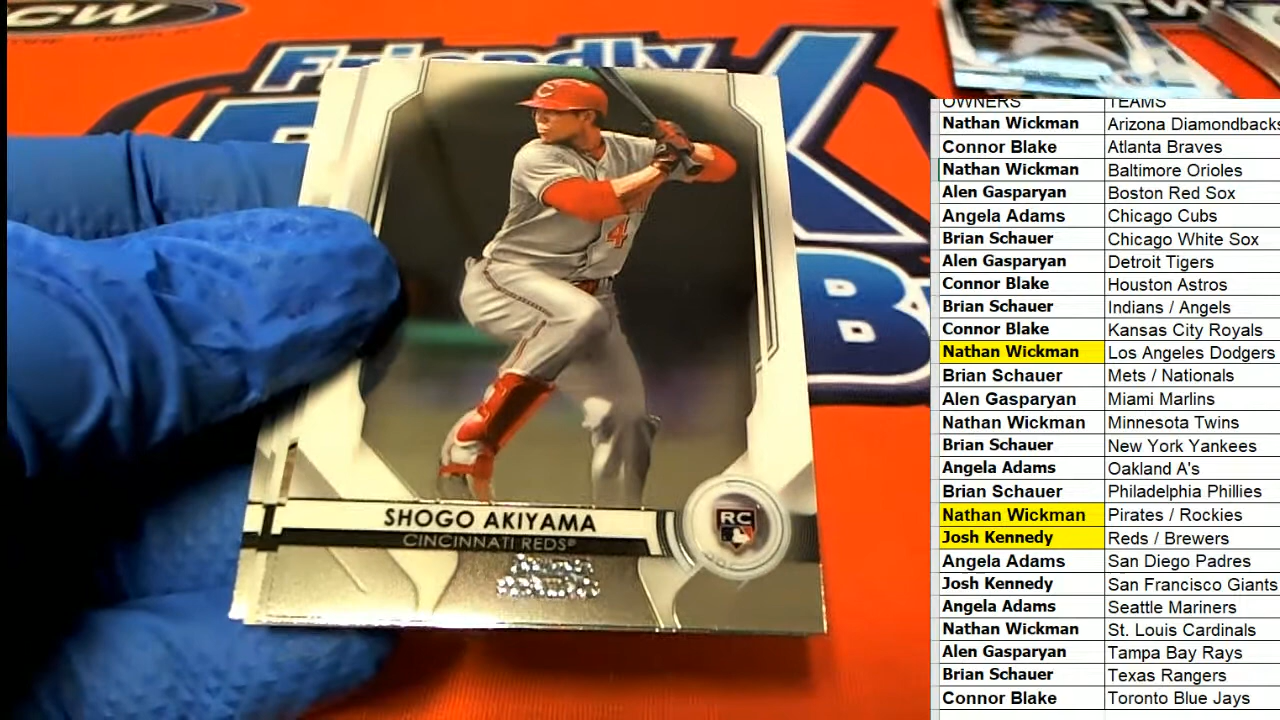 CW
Friendly
B
C
4
SHOGO AKIYAMA
CINCINNATI REDS®
RC
OWNERS TEAMS
Nathan Wickman Arizona Diamondbacks
Connor Blake Atlanta Braves
Nathan Wickman Baltimore Orioles
Alen Gasparyan Boston Red Sox
Angela Adams Chicago Cubs
Brian Schauer Chicago White Sox
Alen Gasparyan Detroit Tigers
Connor Blake Houston Astros
Brian Schauer Indians / Angels
Connor Blake Kansas City Royals
Nathan Wickman Los Angeles Dodgers
Brian Schauer Mets / Nationals
Alen Gasparyan Miami Marlins
Nathan Wickman Minnesota Twins
Brian Schauer New York Yankees
Angela Adams Oakland A's
Brian Schauer Philadelphia Phillies
Nathan Wickman Pirates / Rockies
Josh Kennedy Reds / Brewers
Angela Adams San Diego Padres
Josh Kennedy San Francisco Giants
Angela Adams Seattle Mariners
Nathan Wickman St. Louis Cardinals
Alen Gasparyan Tampa Bay Rays
Brian Schauer Texas Rangers
Connor Blake Toronto Blue Jays